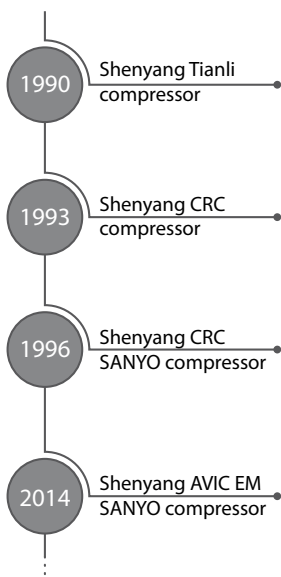 1990
Shenyang Tianli
compressor
1993
Shenyang CRC
compressor
1996
Shenyang CRC
SANYO compressor
2014
Shenyang AVIC EM
SANYO compressor